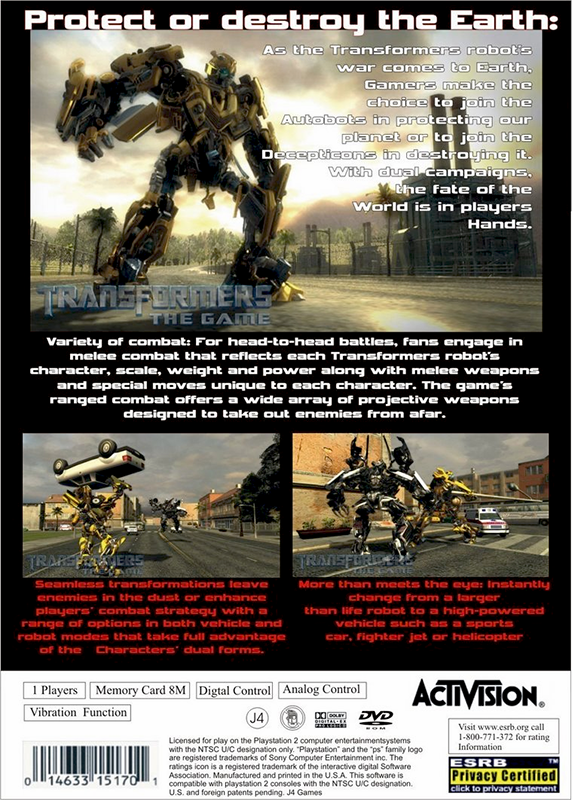 Protect or destroy the Earth:
As the Transformers robot's
war comes to Earth,
Gamers make the
choice to join the
Autobots in protecting our
planet or to join the
Decepticons in destroying it.
With dual campaigns,
the fate of the
World is in players
Hands.
TRANSFORMERS
THE GAME
Variety of combat: For head-to-head battles, fans engage in
melee combat that reflects each Transformers robot's
character, scale, weight and power along with melee weapons
and special moves unique to each character. The game's
ranged combat offers a wide array of projective weapons
designed to take out enemies from afar.
TRANSFORMERS
THE GAME
TRANSFORMERS
THE GAME
Seamless transformations leave
enemies in the dust or enhance
players' combat strategy with a
range of options in both vehicle and
robot modes that take full advantage
of the Characters' dual forms.
More than meets the eye: Instantly
change from a larger
than life robot to a high-powered
vehicle such as a sports
car, fighter jet or helicopter
1 Players
Memory Card 8M
Digtal Control
Analog Control
Vibration Function
J4
DOLBY
DIGITAL-EX
PRO LOGIC II
DVD
ROM
ACTIVISION®
Visit www.esrb.org call
1-800-771-372 for rating
Information
Licensed for play on the Playstation 2 computer entertainmentsystems
with the NTSC U/C designation only. "Playstation" and the "ps" family logo
are registered trademarks of Sony Computer Entertainment inc. The
ratings icon is a registered trademark of the interactive digital Software
Association. Manufactured and printed in the U.S.A. This software is
compatible with playstation 2 consoles with the NTSC U/C designation.
U.S. and foreign patents pending. J4 Games
0 14633 15170 1
ESRB
Privacy Certified
click to privacy statement